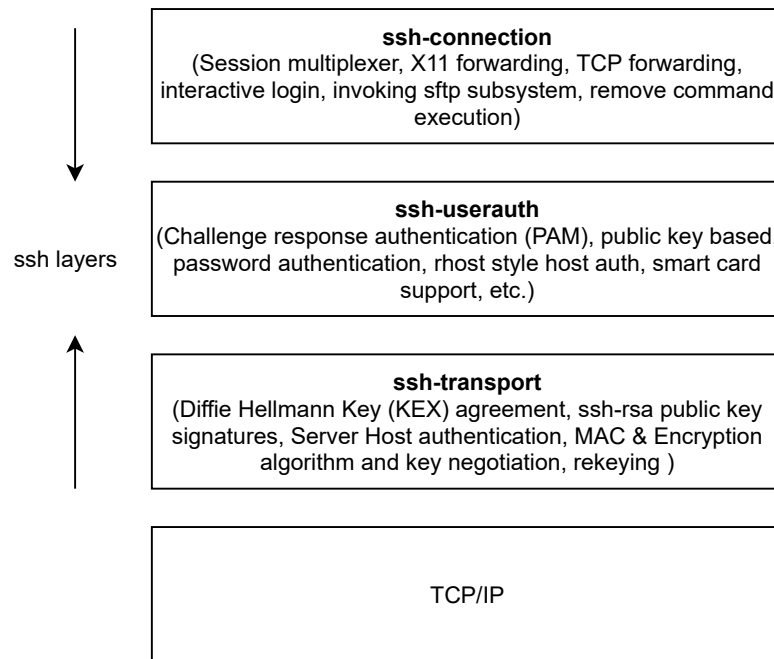 ssh-connection
(Session multiplexer, X11 forwarding, TCP forwarding,
interactive login, invoking sftp subsystem, remove command
execution)
ssh-userauth
(Challenge response authentication (PAM), public key based,
password authentication, rhost style host auth, smart card
support, etc.)
ssh layers
ssh-transport
(Diffie Hellmann Key (KEX) agreement, ssh-rsa public key
signatures, Server Host authentication, MAC & Encryption
algorithm and key negotiation, rekeying )
TCP/IP